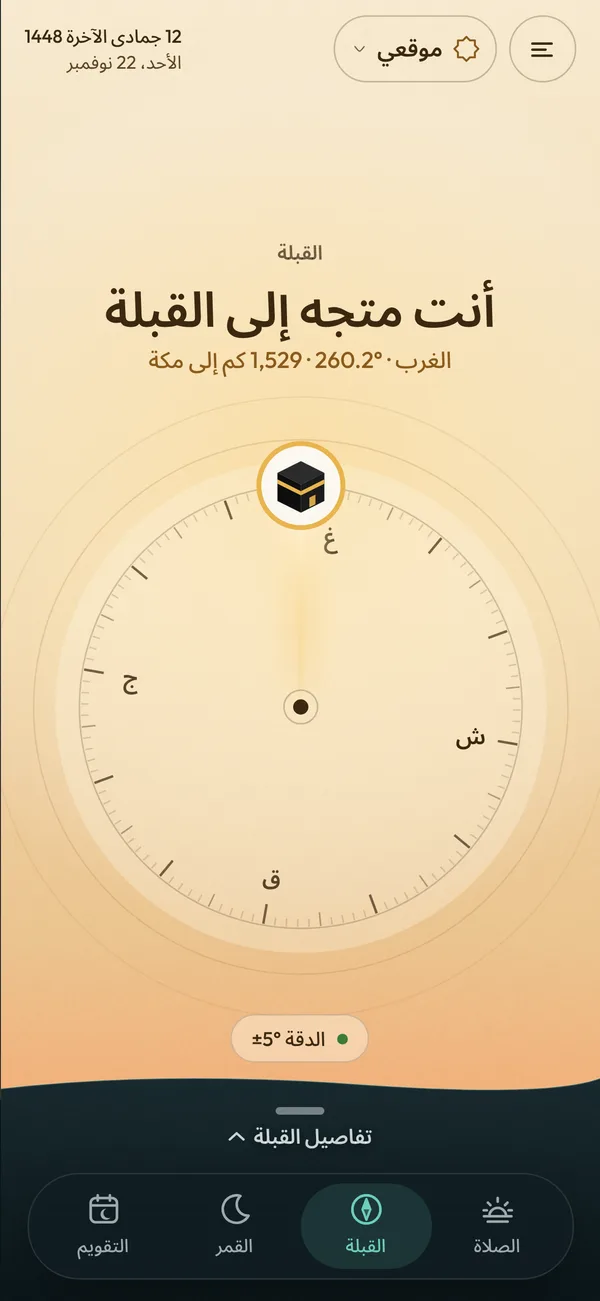 موقعي
12 جمادى الآخرة 1448
الأحد، 22 نوفمبر
القبلة
أنت متجه إلى القبلة
الغرب · 260.2° · 1,529 كم إلى مكة
غ
ج
ش
ق
الدقة ±5°
تفاصيل القبلة
الصلاة
القبلة
القمر
التقويم